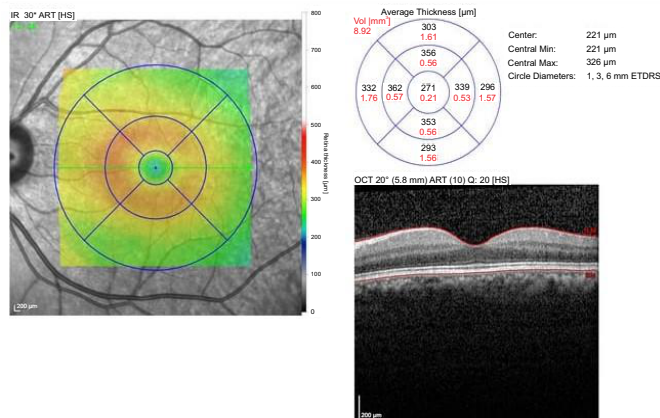 IR 30° ART [HS]
800
700
600
500
400
300
200
100
0
Retina thickness [µm]
200 µm
Average Thickness [µm]
Vol [mm³]
8.92
303
1.61
356
0.56
332
1.76
362
0.57
271
0.21
339
0.53
296
1.57
353
0.56
293
1.56
Center: 221 µm
Central Min: 221 µm
Central Max: 326 µm
Circle Diameters: 1, 3, 6 mm ETDRS
OCT 20° (5.8 mm) ART (10) Q: 20 [HS]
200 µm